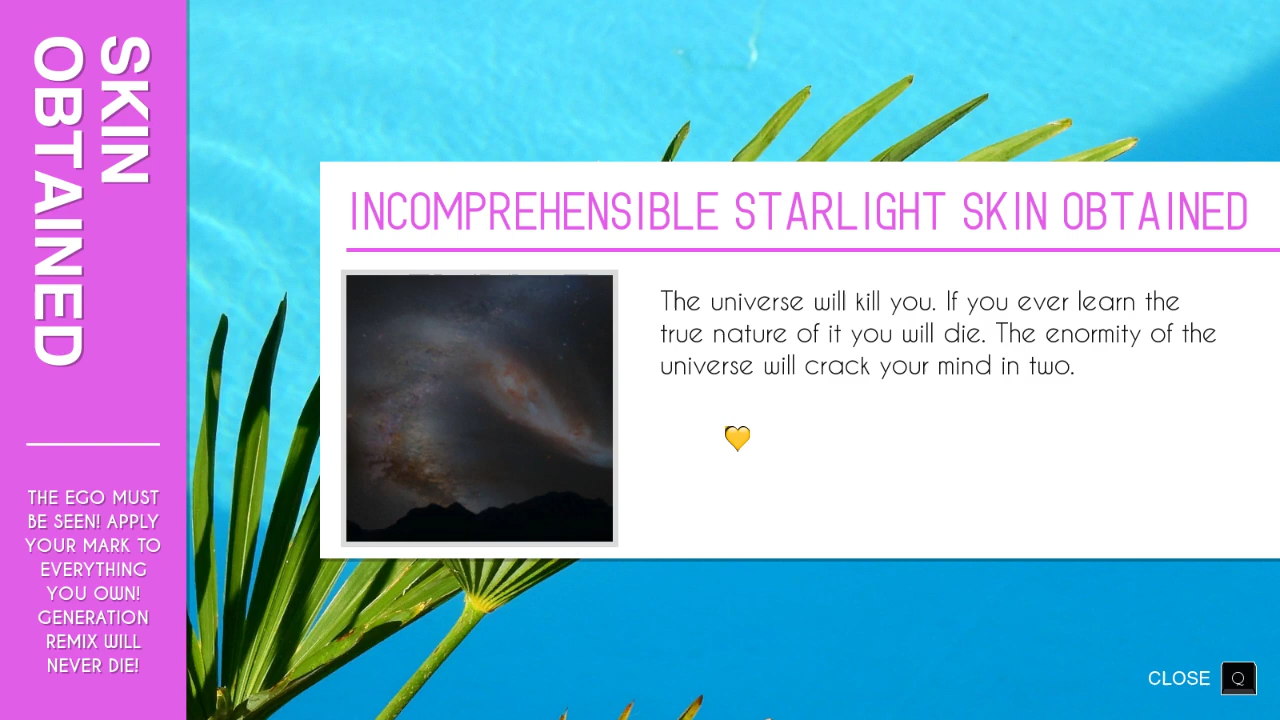 SKIN
OBTAINED
THE EGO MUST
BE SEEN! APPLY
YOUR MARK TO
EVERYTHING
YOU OWN!
GENERATION
REMIX WILL
NEVER DIE!
INCOMPREHENSIBLE STARLIGHT SKIN OBTAINED
The universe will kill you. If you ever learn the
true nature of it you will die. The enormity of the
universe will crack your mind in two.
CLOSE Q